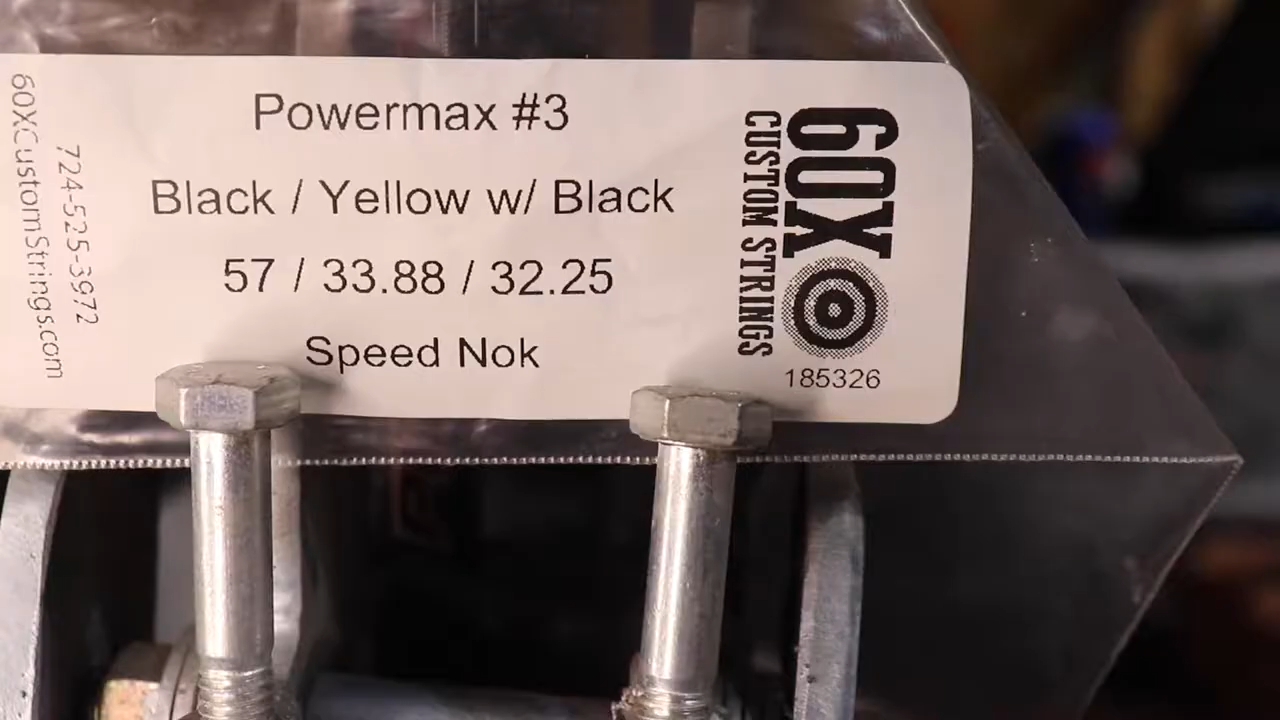 Powermax #3
Black / Yellow w/ Black
57 / 33.88 / 32.25
Speed Nok
60XCustomStrings.com
724-525-3972
60X
CUSTOM STRINGS
185326